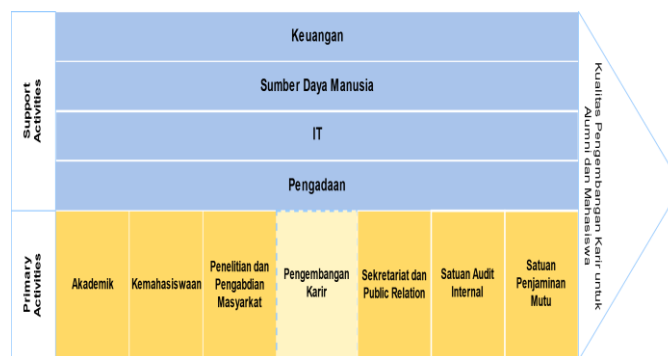 Support
Activities
Keuangan
Sumber Daya Manusia
IT
Pengadaan
Primary
Activities
Akademik
Kemahasiswaan
Penelitian dan
Pengabdian
Masyarkat
Pengembangan
Karir
Sekretariat dan
Public Relation
Satuan Audit
Internal
Satuan
Penjaminan
Mutu
Kualitas Pengembangan Karir untuk
Alumni dan Mahasiswa